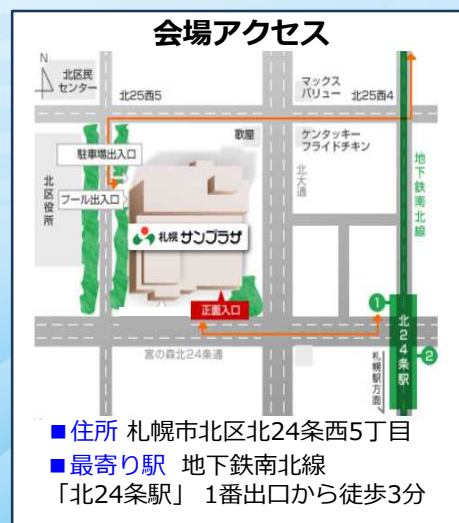 会場アクセス
N
北区民
センター
北25西5
マックス
バリュー
北25西4
歌屋
ケンタッキー
フライドチキン
駐車場出入口
北区役所
プール出入口
北大通
地下鉄南北線
札幌 サンプラザ
正面入口
1
北24条駅
2
宮の森北24条通
札幌駅方面
■住所 札幌市北区北24条西5丁目
■最寄り駅 地下鉄南北線
「北24条駅」 1番出口から徒歩3分